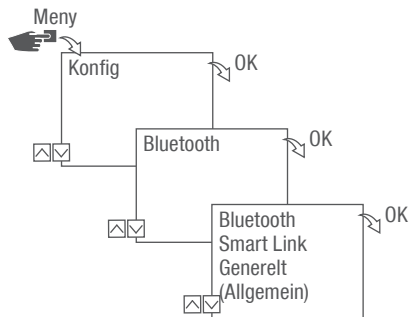 Meny
Konfig
OK
Bluetooth
OK
Bluetooth
Smart Link
Generelt
(Allgemein)
OK